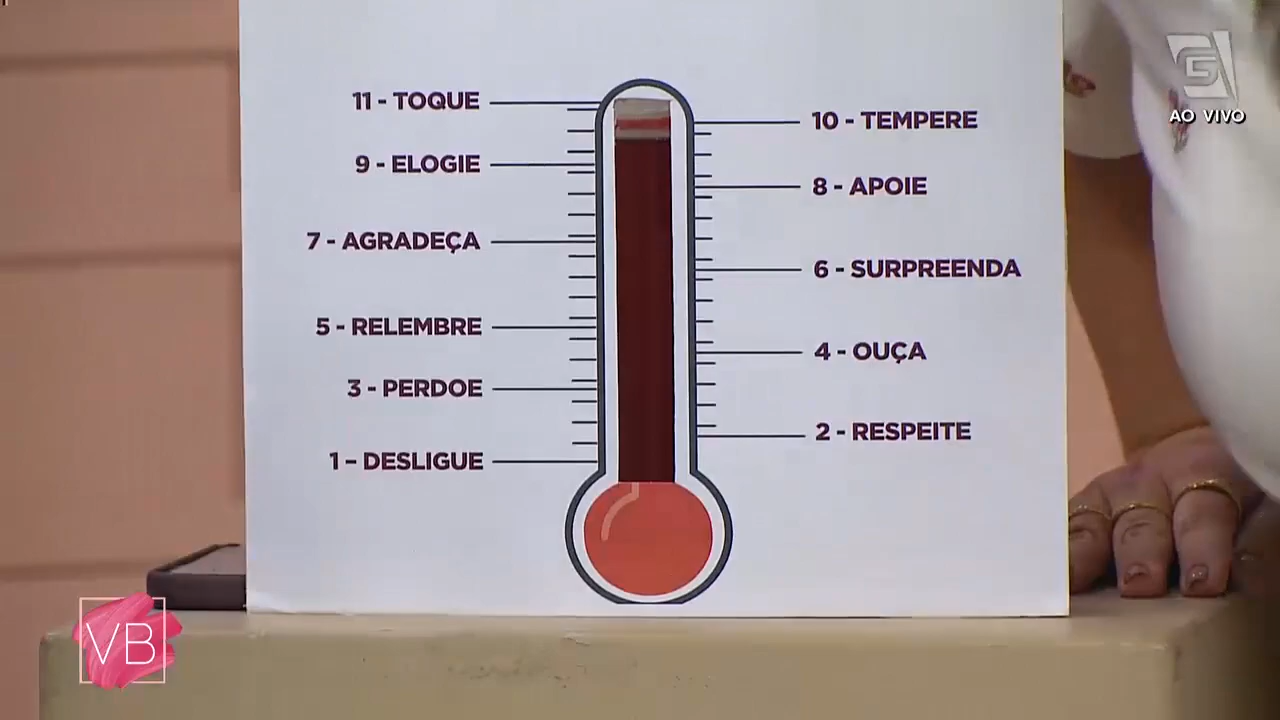 11 - TOQUE
10 - TEMPERE
9 - ELOGIE
8 - APOIE
7 - AGRADEÇA
6 - SURPREENDA
5 - RELEMBRE
4 - OUÇA
3 - PERDOE
2 - RESPEITE
1 - DESLIGUE
G
AO VIVO
VB